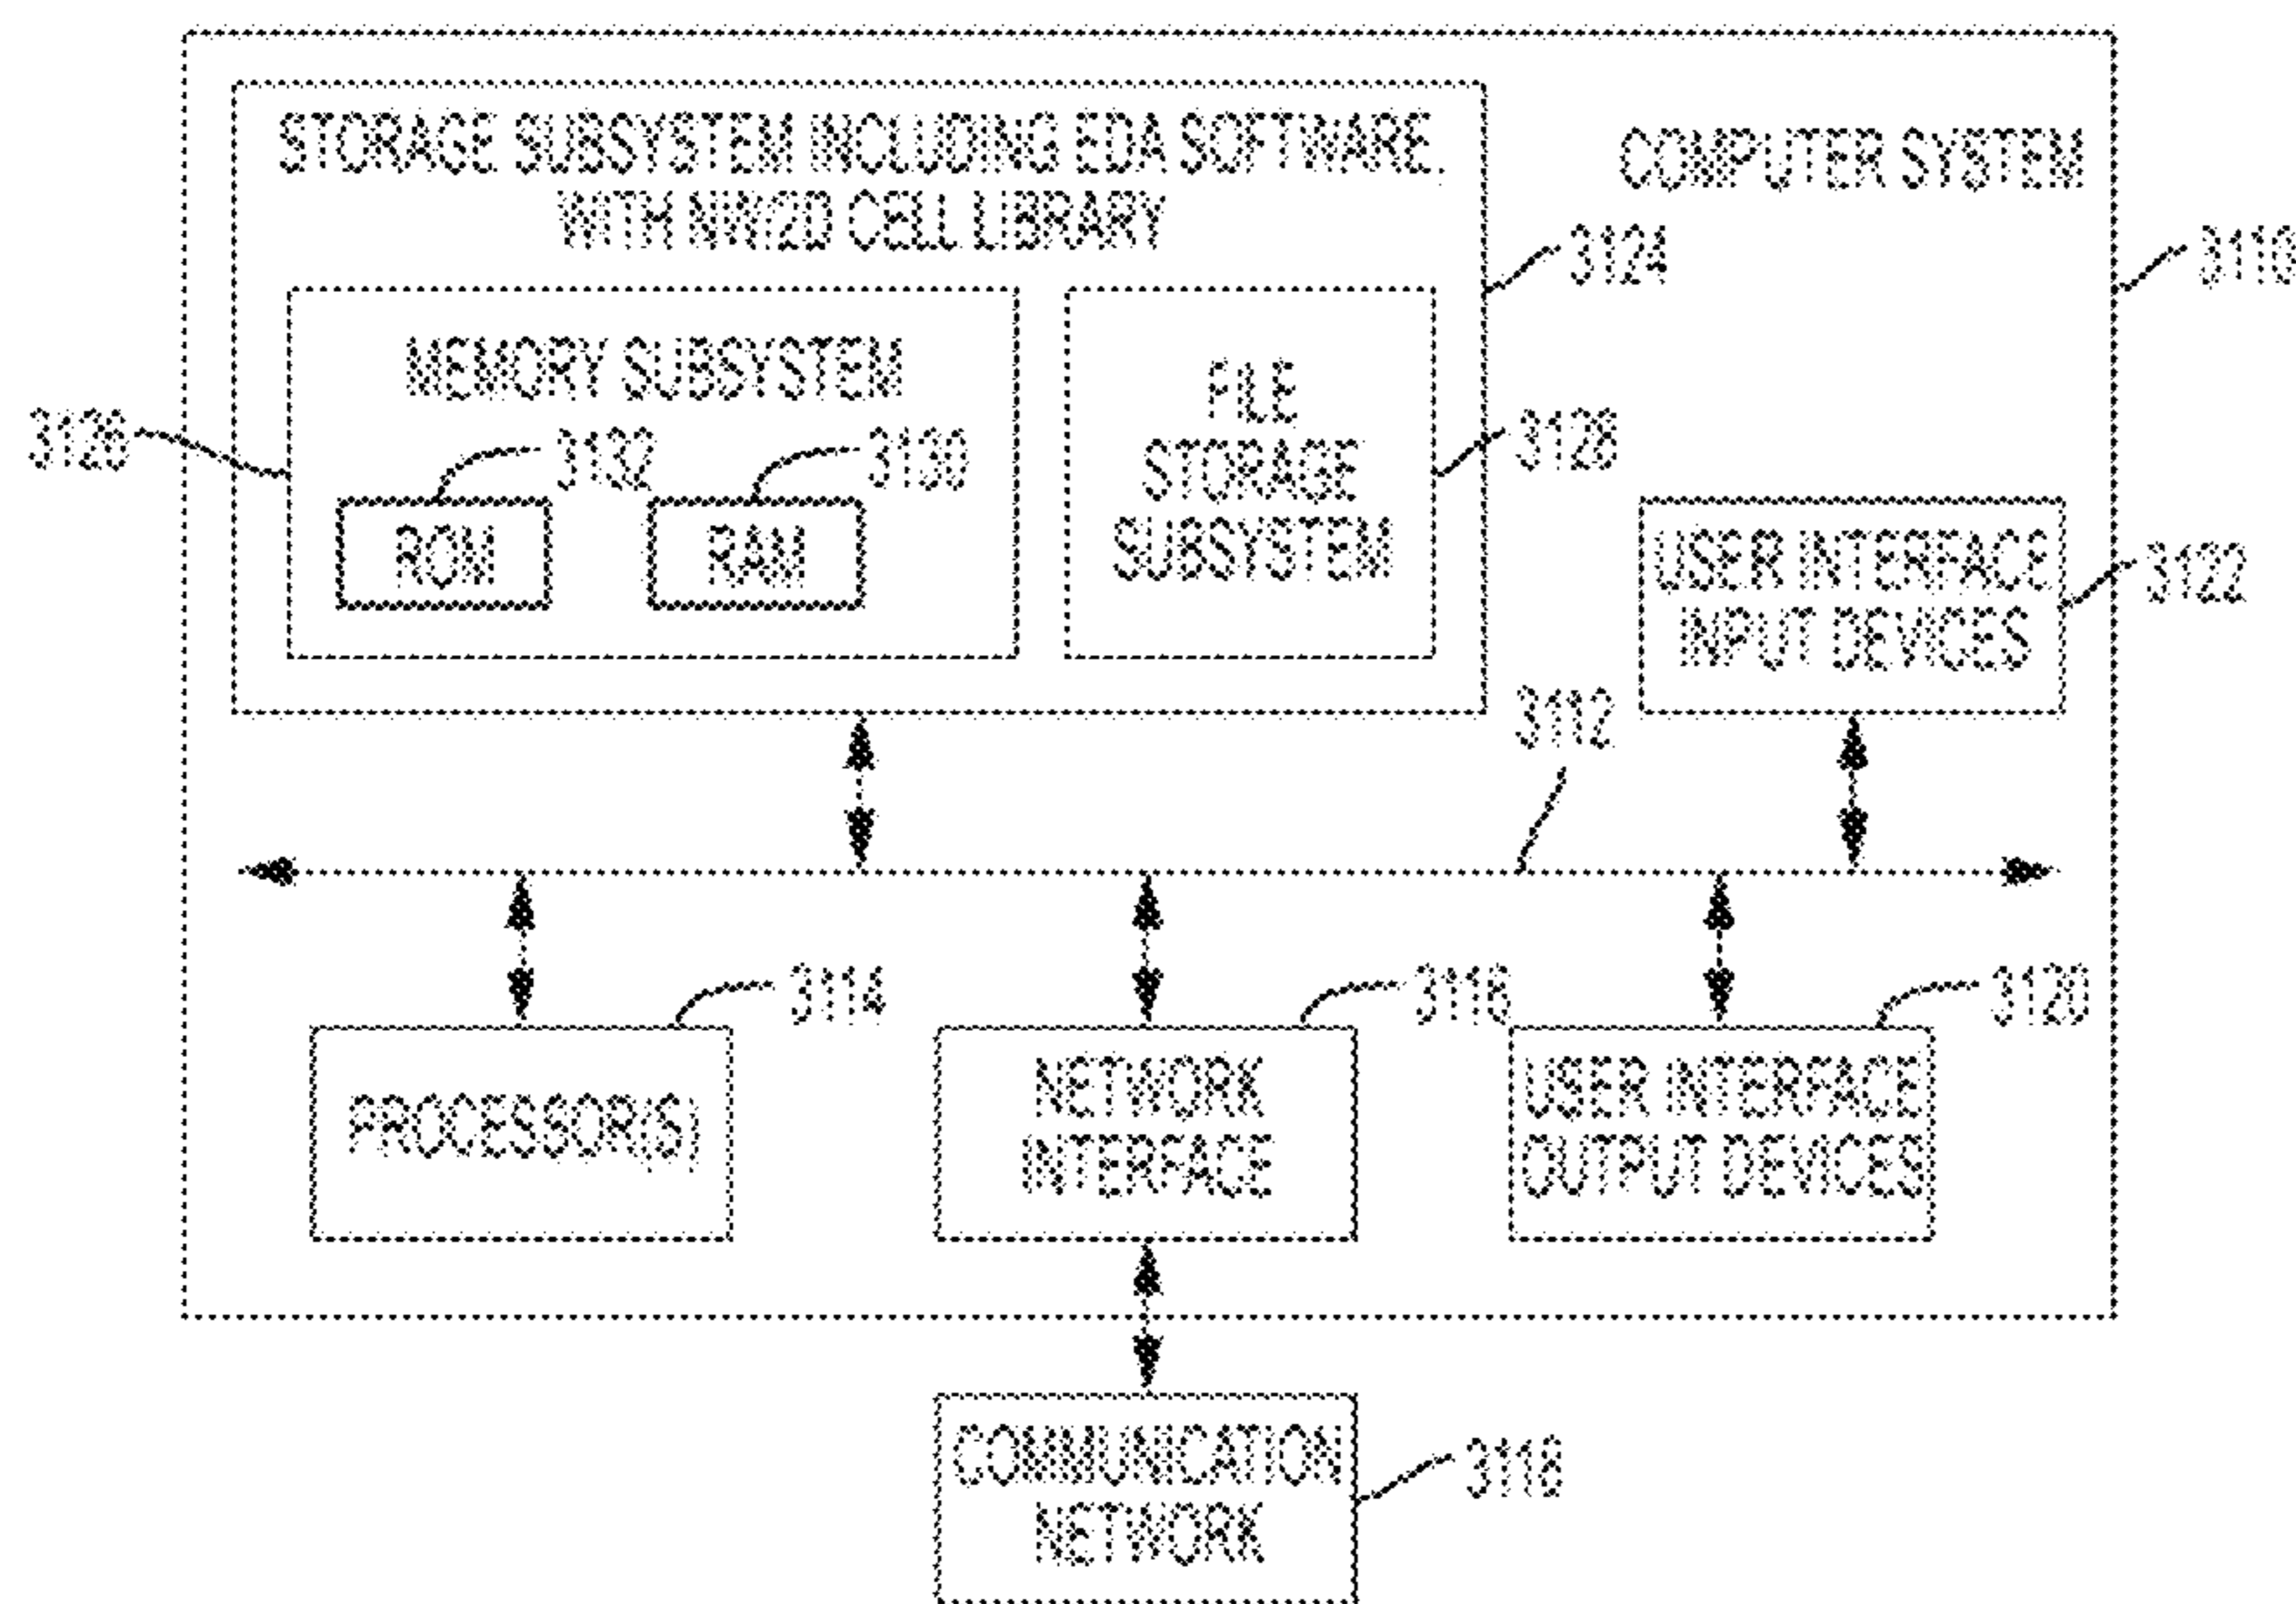 STORAGE SUBSYSTEM INCLUDING EDA SOFTWARE,
WITH NW/2D CELL LIBRARY
COMPUTER SYSTEM
3124
3110
MEMORY SUBSYSTEM
FILE
STORAGE
SUBSYSTEM
3126
3132
3130
3128
ROM
RAM
USER INTERFACE
INPUT DEVICES
3122
3112
3114
3116
3120
PROCESSOR(S)
NETWORK
INTERFACE
USER INTERFACE
OUTPUT DEVICES
COMMUNICATION
NETWORK
3118